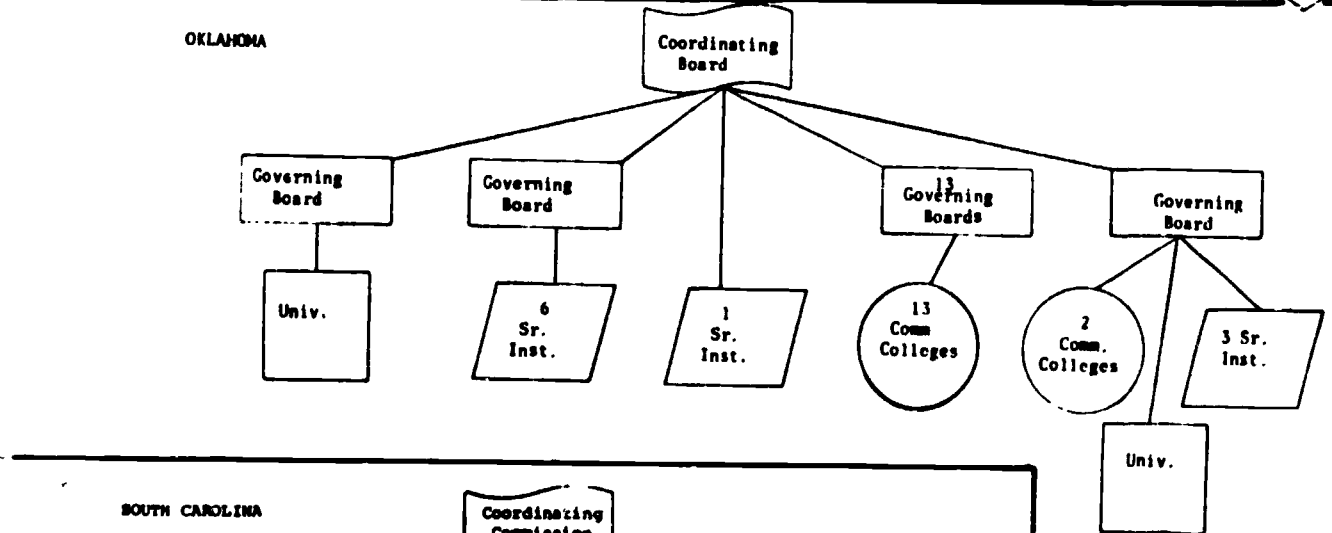 OKLAHOMA
Coordinating
Board
Governing
Board
Governing
Board
13
Governing
Boards
Governing
Board
Univ.
6
Sr.
Inst.
1
Sr.
Inst.
13
Comm
Colleges
2
Comm.
Colleges
3 Sr.
Inst.
Univ.
SOUTH CAROLINA
Coordinating
Commission